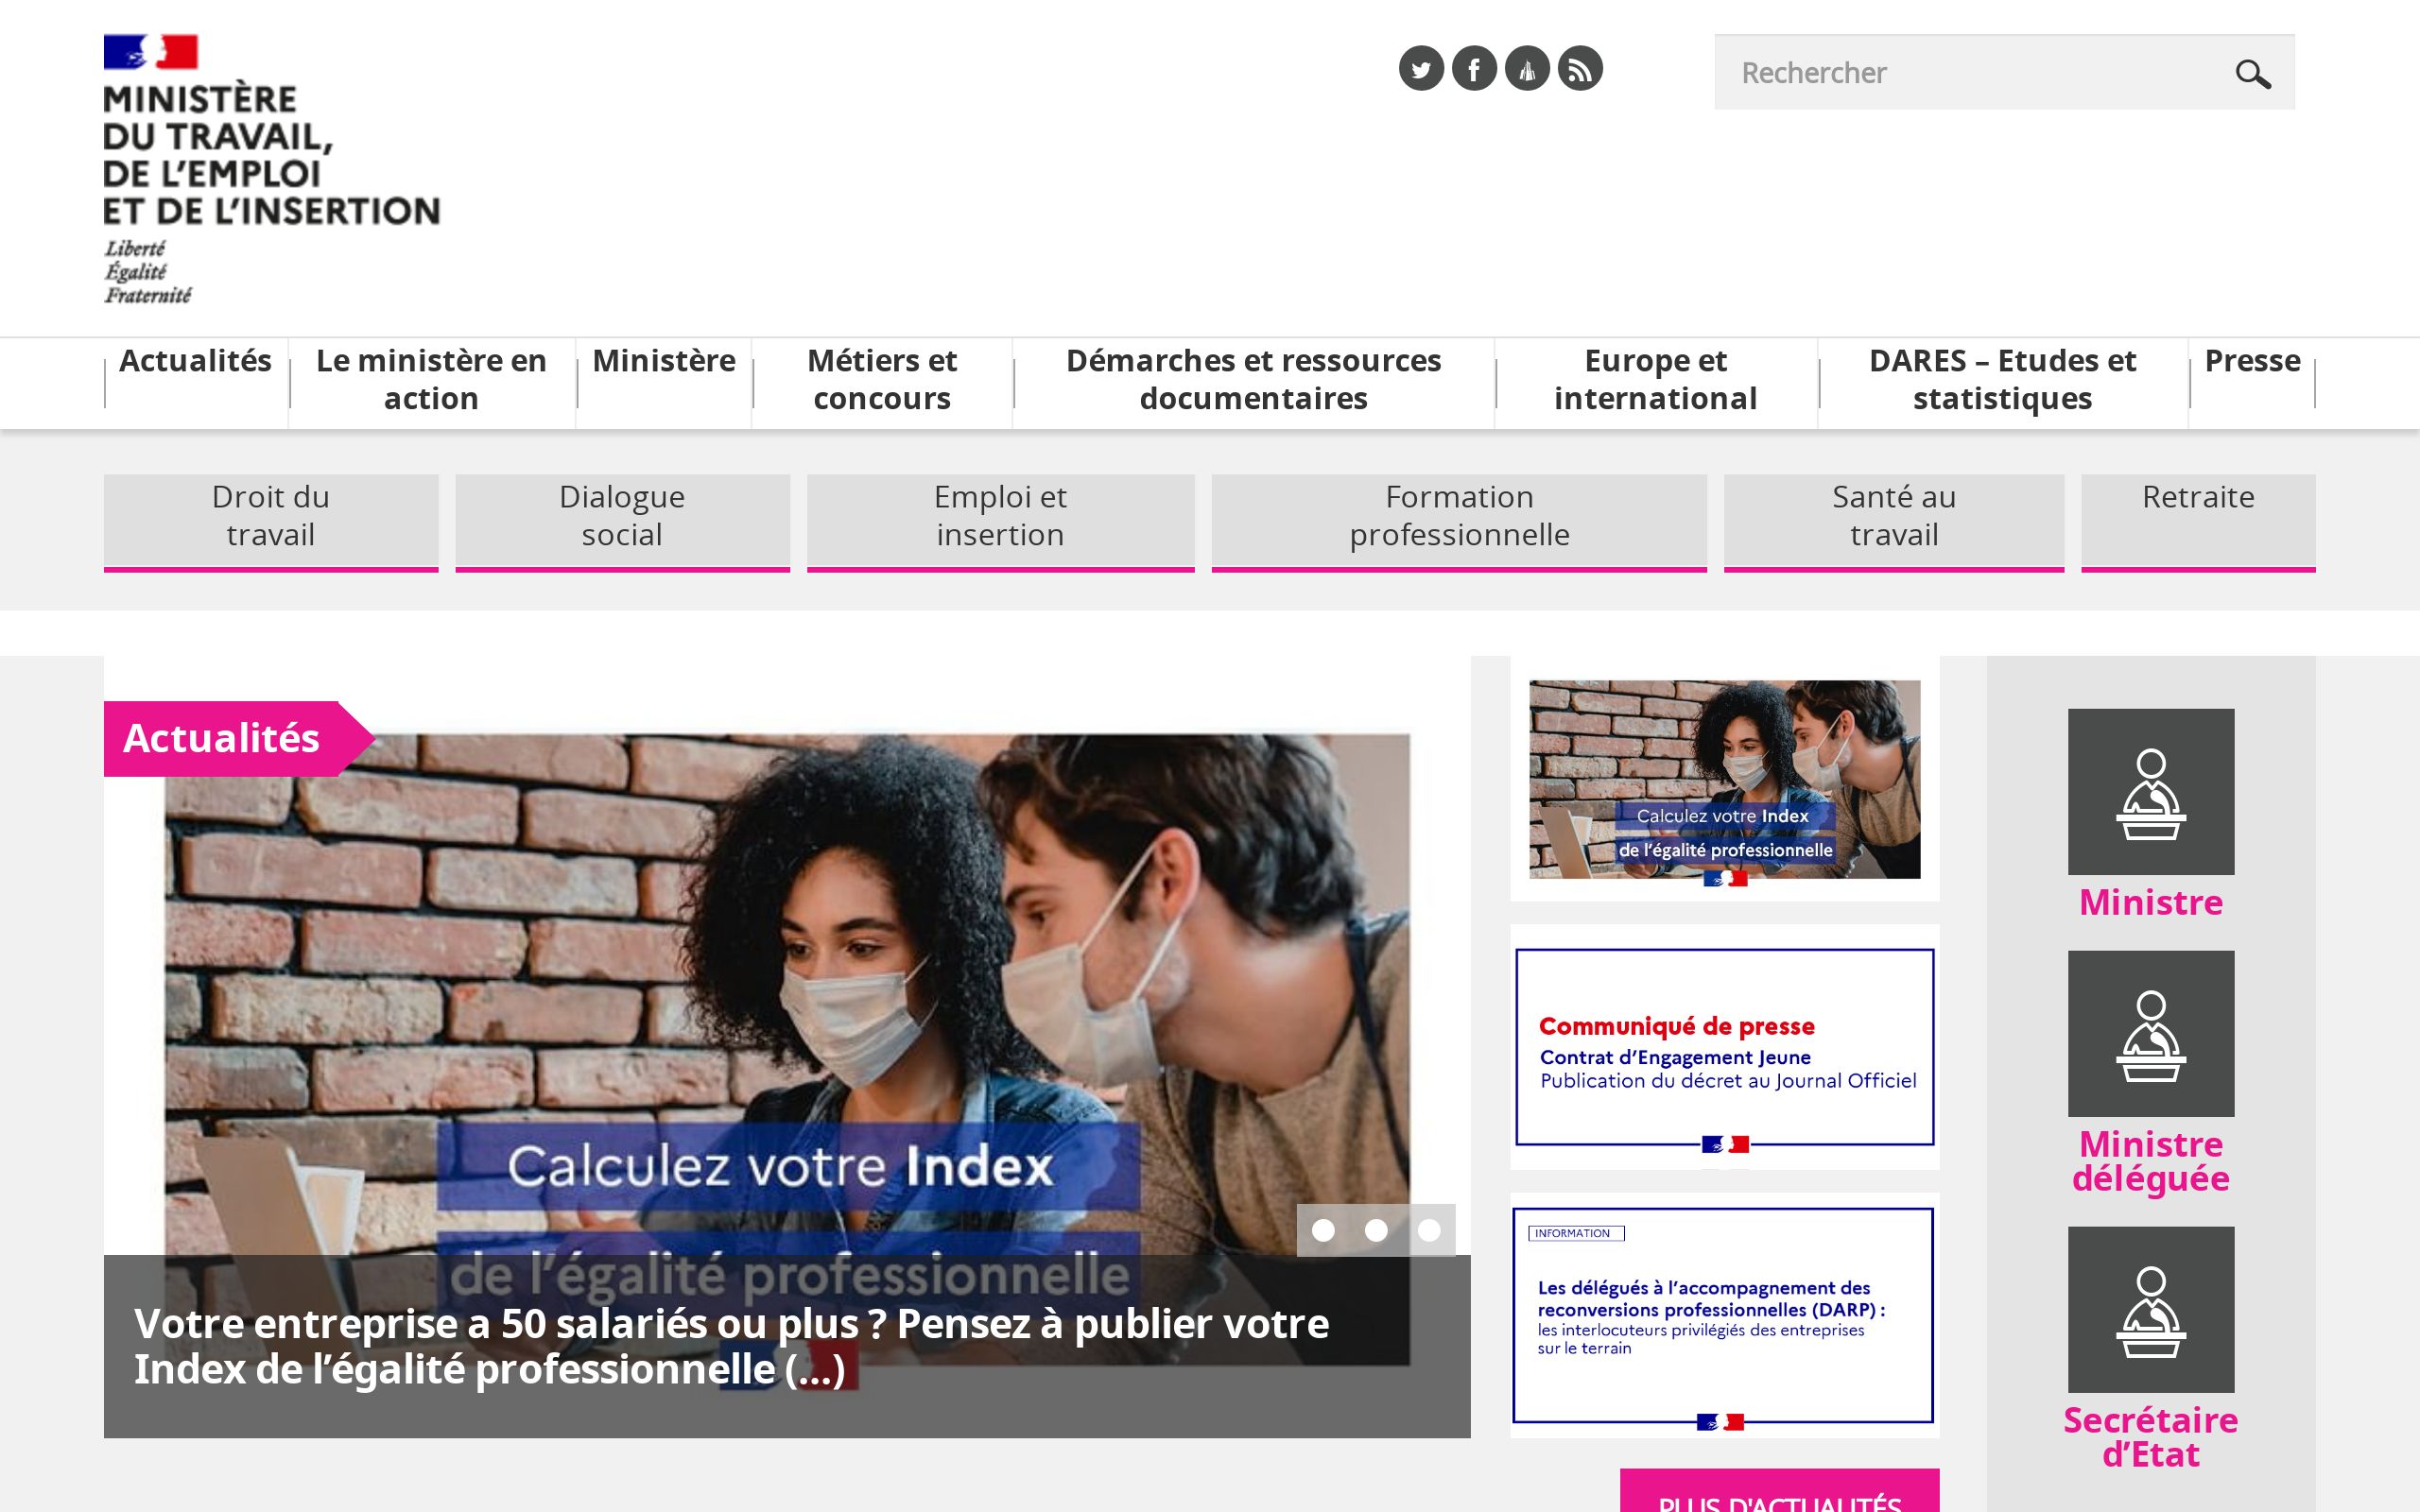 MINISTÈRE
DU TRAVAIL,
DE L'EMPLOI
ET DE L'INSERTION
Liberté
Égalité
Fraternité
Rechercher
Actualités
Le ministère en
action
Ministère
Métiers et
concours
Démarches et ressources
documentaires
Europe et
international
DARES – Etudes et
statistiques
Presse
Droit du
travail
Dialogue
social
Emploi et
insertion
Formation
professionnelle
Santé au
travail
Retraite
Actualités
Calculez votre Index
de l'égalité professionnelle
Votre entreprise a 50 salariés ou plus ? Pensez à publier votre
Index de l’égalité professionnelle (...)
Calculez votre Index
de l'égalité professionnelle
Communiqué de presse
Contrat d'Engagement Jeune
Publication du décret au Journal Officiel
INFORMATION
Les délégués à l'accompagnement des
reconversions professionnelles (DARP) :
les interlocuteurs privilégiés des entreprises
sur le terrain
PLUS D'ACTUALITÉS
Ministre
Ministre
déléguée
Secrétaire
d’Etat